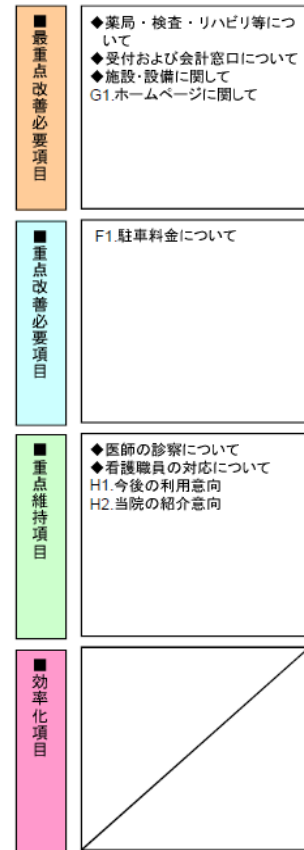 ■最重点改善必要項目
◆薬局・検査・リハビリ等につ
いて
◆受付および会計窓口について
◆施設・設備に関して
G1.ホームページに関して
■重点改善必要項目
F1.駐車料金について
■重点維持項目
◆医師の診察について
◆看護職員の対応について
H1.今後の利用意向
H2.当院の紹介意向
■効率化項目